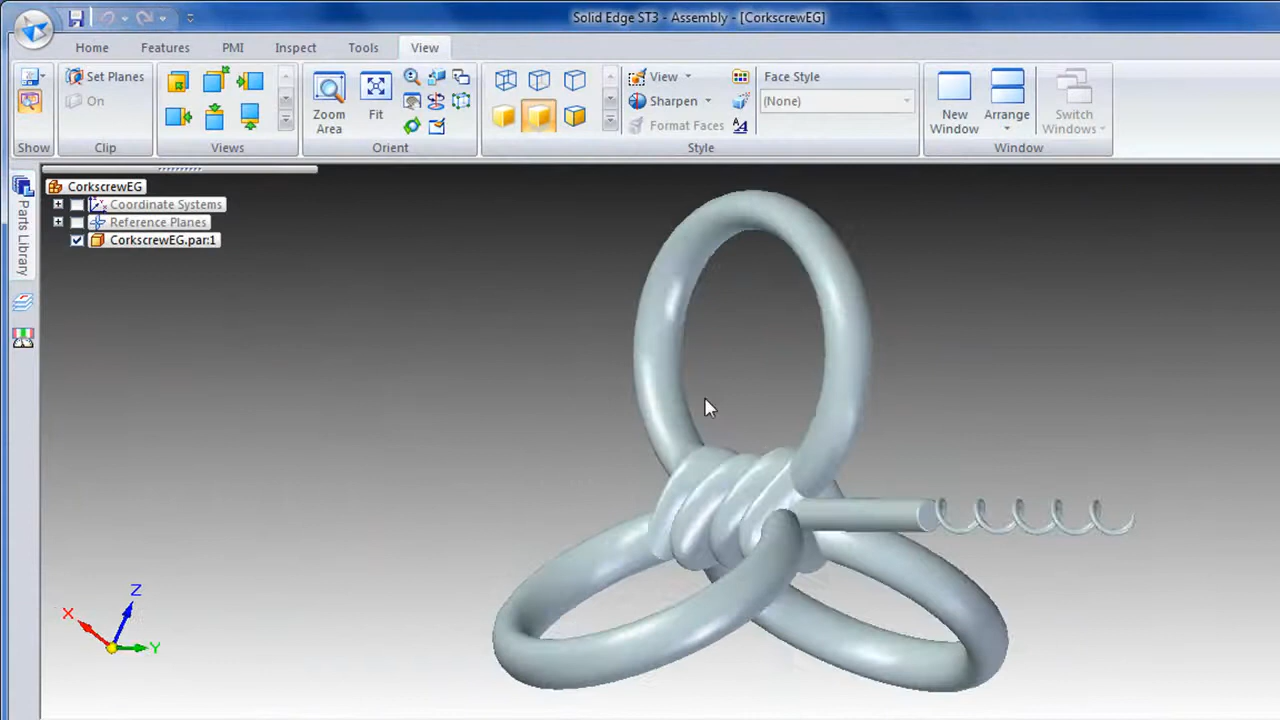 Solid Edge ST3 - Assembly - [CorkscrewEG]
Home Features PMI Inspect Tools View
Set Planes
On
Zoom Area
Fit
View
Sharpen
Format Faces
Face Style
(None)
New Window
Arrange
Switch Windows
Show Clip Views Orient Style Window
Parts Library
CorkscrewEG
Coordinate Systems
Reference Planes
CorkscrewEG.par:1
Z
X
Y